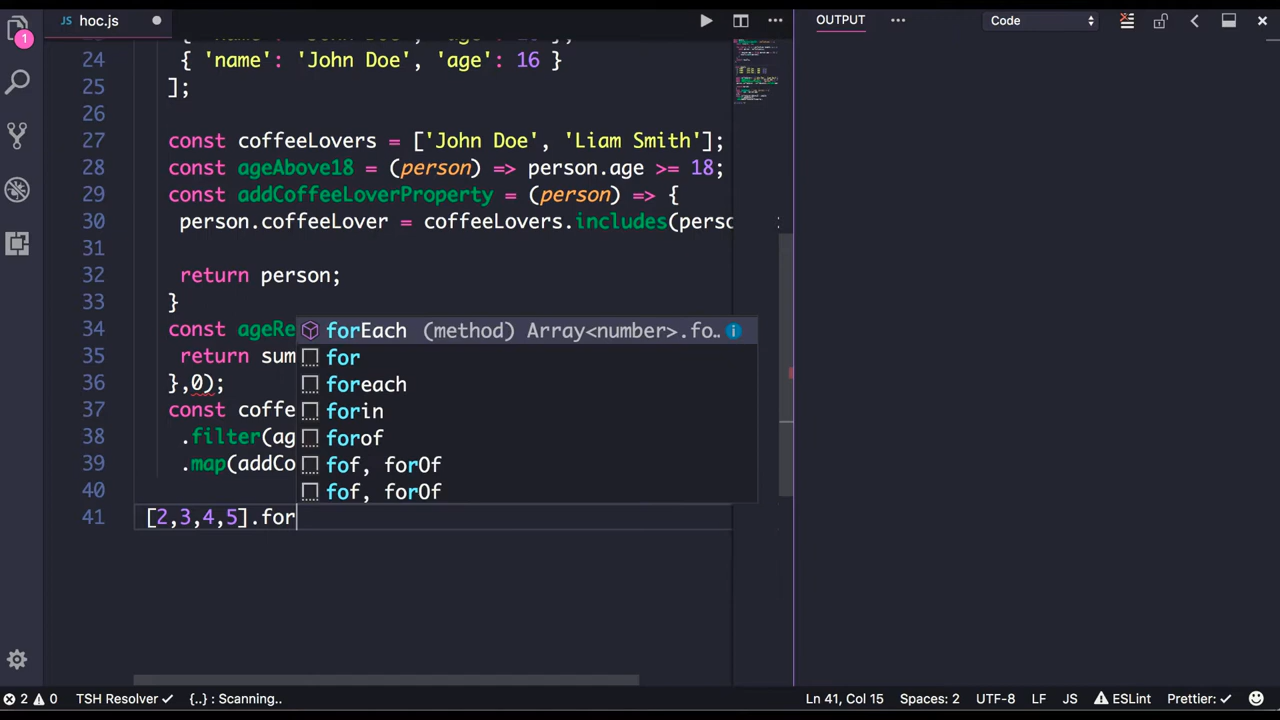 JS hoc.js
OUTPUT
Code
1
24 { 'name': 'John Doe', 'age': 16 }
25 ];
26
27 const coffeeLovers = ['John Doe', 'Liam Smith'];
28 const ageAbove18 = (person) => person.age >= 18;
29 const addCoffeeLoverProperty = (person) => {
30 person.coffeeLover = coffeeLovers.includes(perso
31
32 return person;
33 }
34 const ageRe
35 return sum
36 },0);
37 const coffe
38 .filter(ag
39 .map(addCo
40
41 [2,3,4,5].for
forEach (method) Array<number>.fo…
for
foreach
forin
forof
fof, forOf
fof, forOf
2 0 TSH Resolver {..} : Scanning.. Ln 41, Col 15 Spaces: 2 UTF-8 LF JS ESLint Prettier: